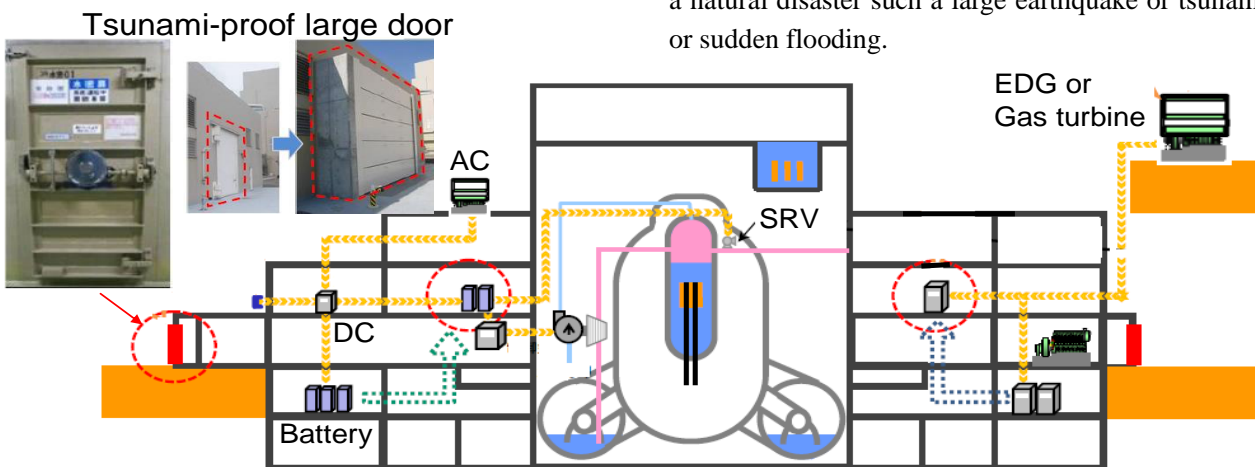 a natural disaster such a large earthquake or tsunami
or sudden flooding.
Tsunami-proof large door
EDG or
Gas turbine
AC
SRV
DC
Battery